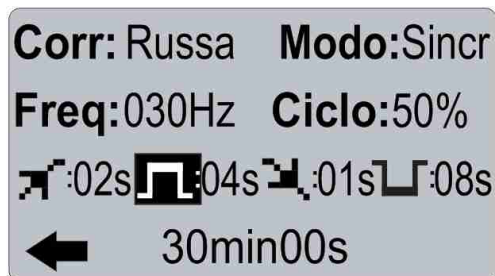 Corr: Russa Modo:Sincr
Freq:030Hz Ciclo:50%
:02s :04s :01s :08s
30min00s